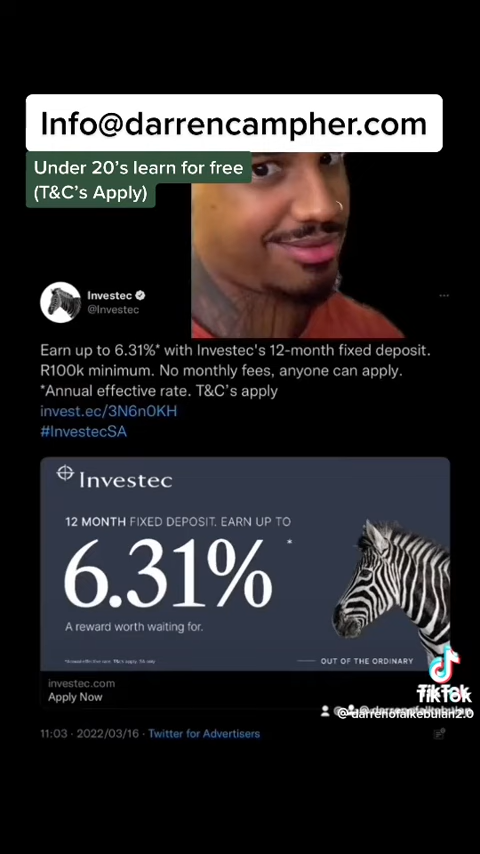 Info@darrencampher.com
Under 20's learn for free
(T&C's Apply)
Investec
@Investec
Earn up to 6.31%* with Investec's 12-month fixed deposit.
R100k minimum. No monthly fees, anyone can apply.
*Annual effective rate. T&C's apply
invest.ec/3N6n0KH
#InvestecSA
Investec
12 MONTH FIXED DEPOSIT. EARN UP TO
6.31%*
A reward worth waiting for.
OUT OF THE ORDINARY
investec.com
Apply Now
TikTok
@darrenofalkebulan2.0
11:03 · 2022/03/16 · Twitter for Advertisers